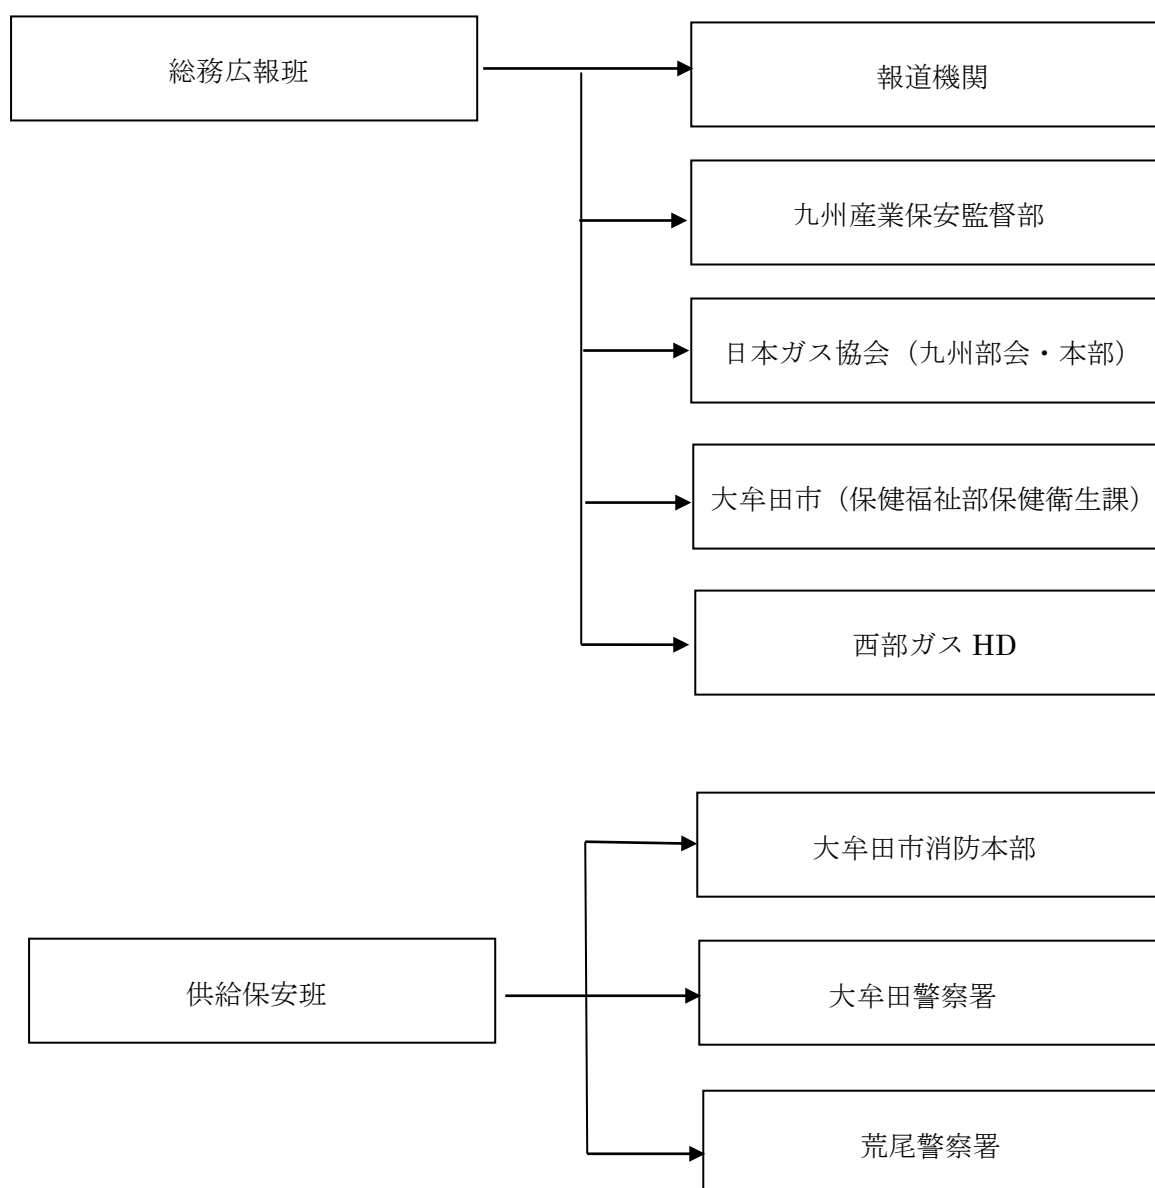 総務広報班
報道機関
九州産業保安監督部
日本ガス協会（九州部会・本部）
大牟田市（保健福祉部保健衛生課）
西部ガス HD
大牟田市消防本部
供給保安班
大牟田警察署
荒尾警察署